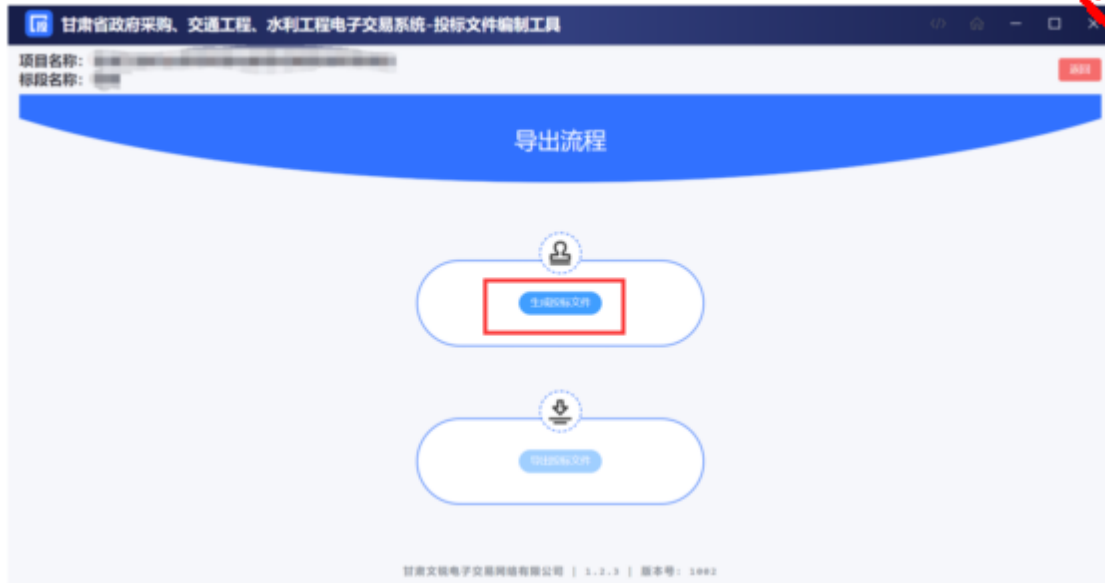 甘肃省政府采购、交通工程、水利工程电子交易系统-投标文件编制工具
项目名称：
标段名称：
返回
导出流程
生成投标文件
导出投标文件
甘肃文锐电子交易网络有限公司 | 1.2.3 | 版本号: 1002